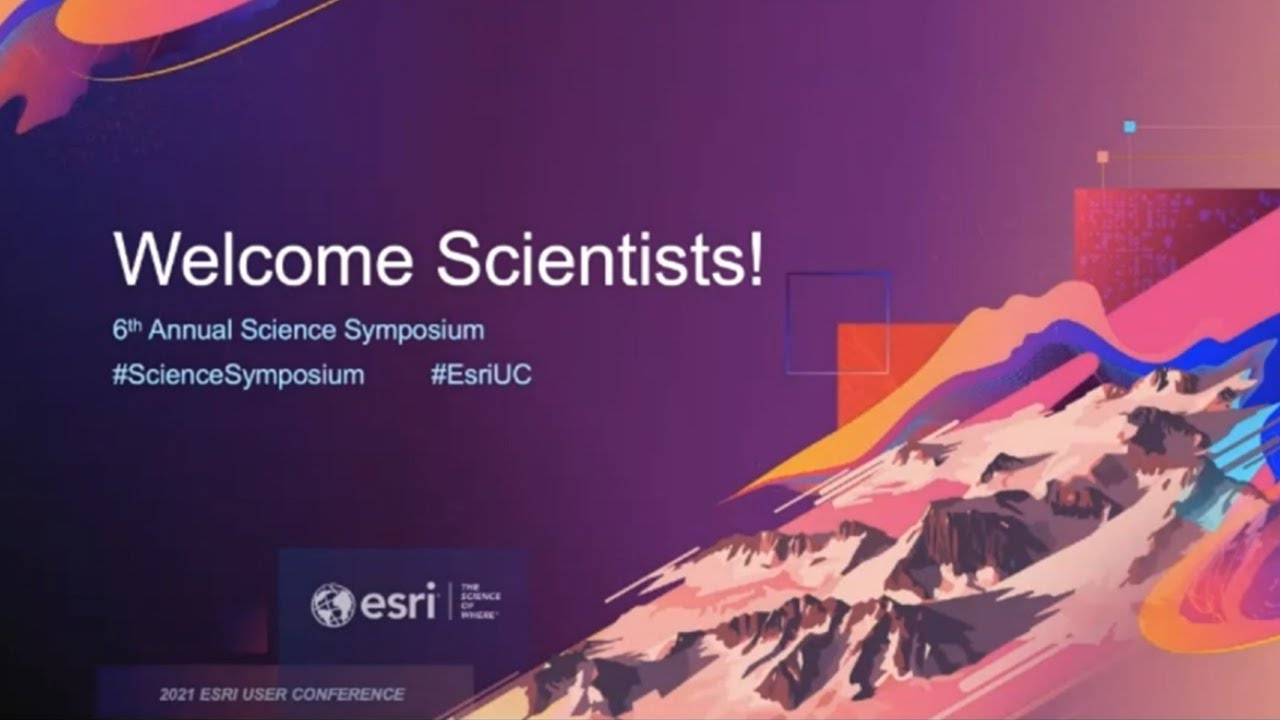 Welcome Scientists!
6th Annual Science Symposium
#ScienceSymposium #EsriUC
esri
THE
SCIENCE
OF
WHERE
2021 ESRI USER CONFERENCE